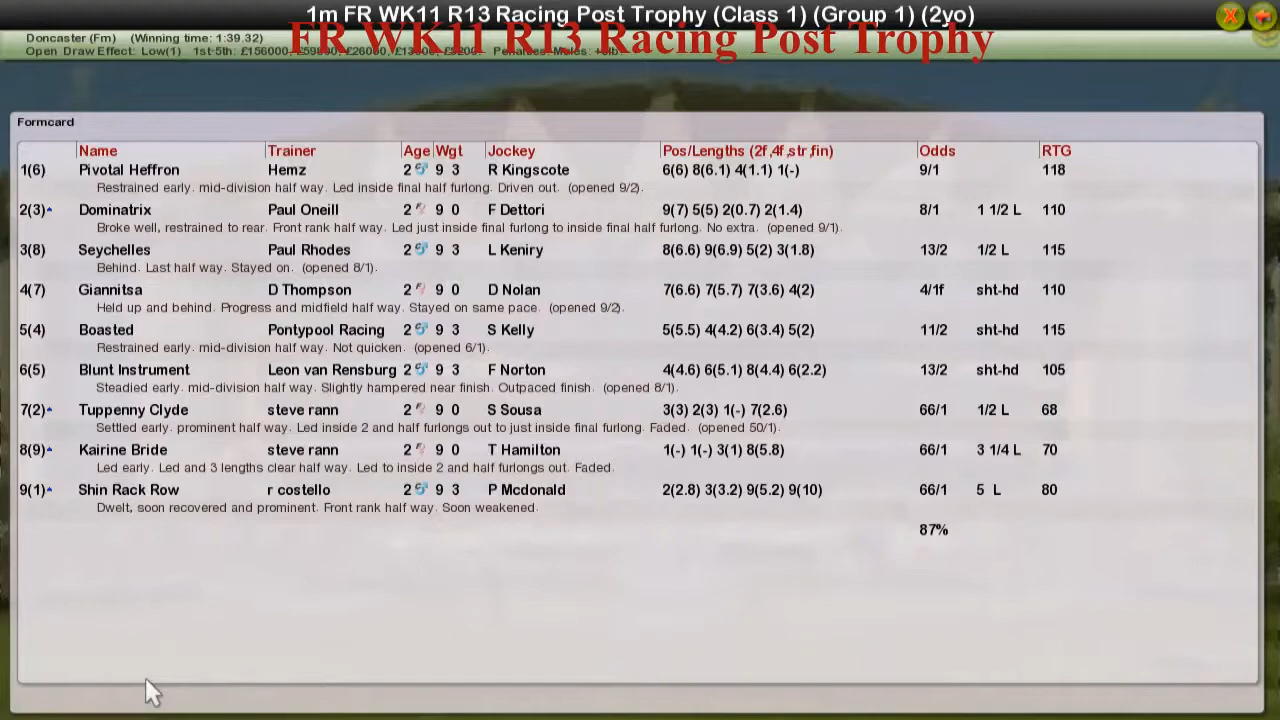 1m FR WK11 R13 Racing Post Trophy (Class 1) (Group 1) (2yo)
FR WK11 R13 Racing Post Trophy
Doncaster (Fm) (Winning time: 1:39.32)
Open Draw Effect: Low(1) 1st-5th: £156000,
Formcard
Name Trainer Age Wgt Jockey Pos/Lengths (2f,4f,str,fin) Odds RTG
1(6) Pivotal Heffron Hemz 2 9 3 R Kingscote 6(6) 8(6.1) 4(1.1) 1(-) 9/1 118
Restrained early. mid-division half way. Led inside final half furlong. Driven out. (opened 9/2).
2(3) Dominatrix Paul Oneill 2 9 0 F Dettori 9(7) 5(5) 2(0.7) 2(1.4) 8/1 1 1/2 L 110
Broke well, restrained to rear. Front rank half way. Led just inside final furlong to inside final half furlong. No extra. (opened 9/1).
3(8) Seychelles Paul Rhodes 2 9 3 L Keniry 8(6.6) 9(6.9) 5(2) 3(1.8) 13/2 1/2 L 115
Behind. Last half way. Stayed on. (opened 8/1).
4(7) Giannitsa D Thompson 2 9 0 D Nolan 7(6.6) 7(5.7) 7(3.6) 4(2) 4/1f sht-hd 110
Held up and behind. Progress and midfield half way. Stayed on same pace. (opened 9/2).
5(4) Boasted Pontypool Racing 2 9 3 S Kelly 5(5.5) 4(4.2) 6(3.4) 5(2) 11/2 sht-hd 115
Restrained early. mid-division half way. Not quicken. (opened 6/1).
6(5) Blunt Instrument Leon van Rensburg 2 9 3 F Norton 4(4.6) 6(5.1) 8(4.4) 6(2.2) 13/2 sht-hd 105
Steadied early. mid-division half way. Slightly hampered near finish. Outpaced finish. (opened 8/1).
7(2) Tuppenny Clyde steve rann 2 9 0 S Sousa 3(3) 2(3) 1(-) 7(2.6) 66/1 1/2 L 68
Settled early. prominent half way. Led inside 2 and half furlongs out to just inside final furlong. Faded. (opened 50/1).
8(9) Kairine Bride steve rann 2 9 0 T Hamilton 1(-) 1(-) 3(1) 8(5.8) 66/1 3 1/4 L 70
Led early. Led and 3 lengths clear half way. Led to inside 2 and half furlongs out. Faded.
9(1) Shin Rack Row r costello 2 9 3 P Mcdonald 2(2.8) 3(3.2) 9(5.2) 9(10) 66/1 5 L 80
Dwelt, soon recovered and prominent. Front rank half way. Soon weakened.
87%